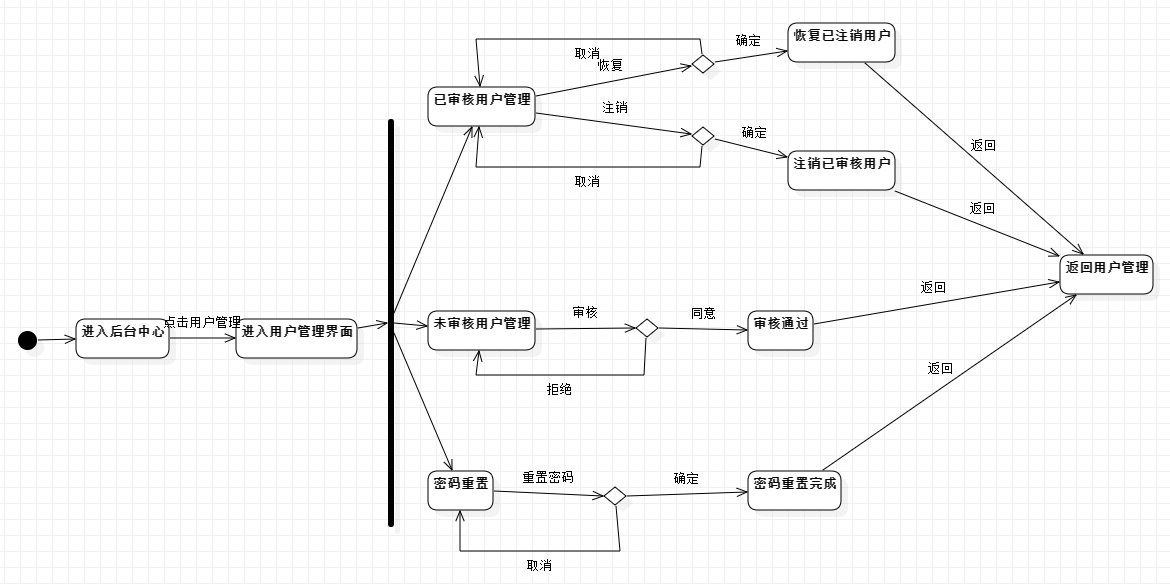 确定
恢复已注销用户
取消
恢复
已审核用户管理
注销
确定
返回
注销已审核用户
取消
返回
返回用户管理
返回
审核
同意
点击用户管理
未审核用户管理
审核通过
进入后台中心
进入用户管理界面
返回
拒绝
重置密码
确定
密码重置
密码重置完成
取消